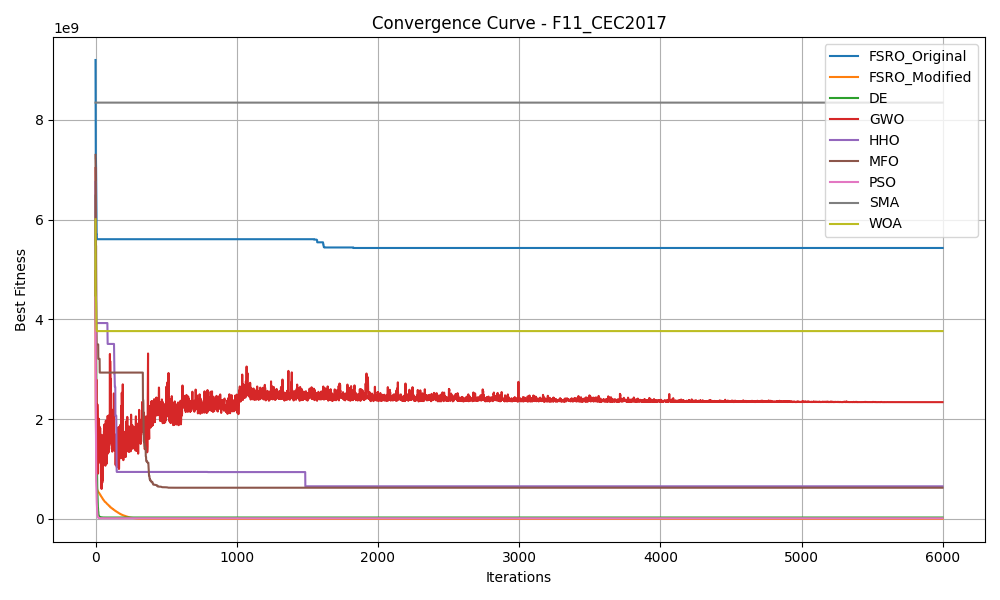 Convergence Curve - F11_CEC2017
1e9
FSRO_Original
FSRO_Modified
DE
GWO
HHO
MFO
PSO
SMA
WOA
Best Fitness
8
6
4
2
0
0 1000 2000 3000 4000 5000 6000
Iterations